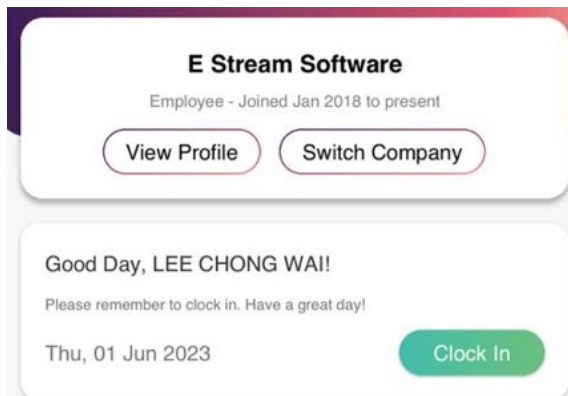 E Stream Software
Employee - Joined Jan 2018 to present
View Profile Switch Company
Good Day, LEE CHONG WAI!
Please remember to clock in. Have a great day!
Thu, 01 Jun 2023 Clock In